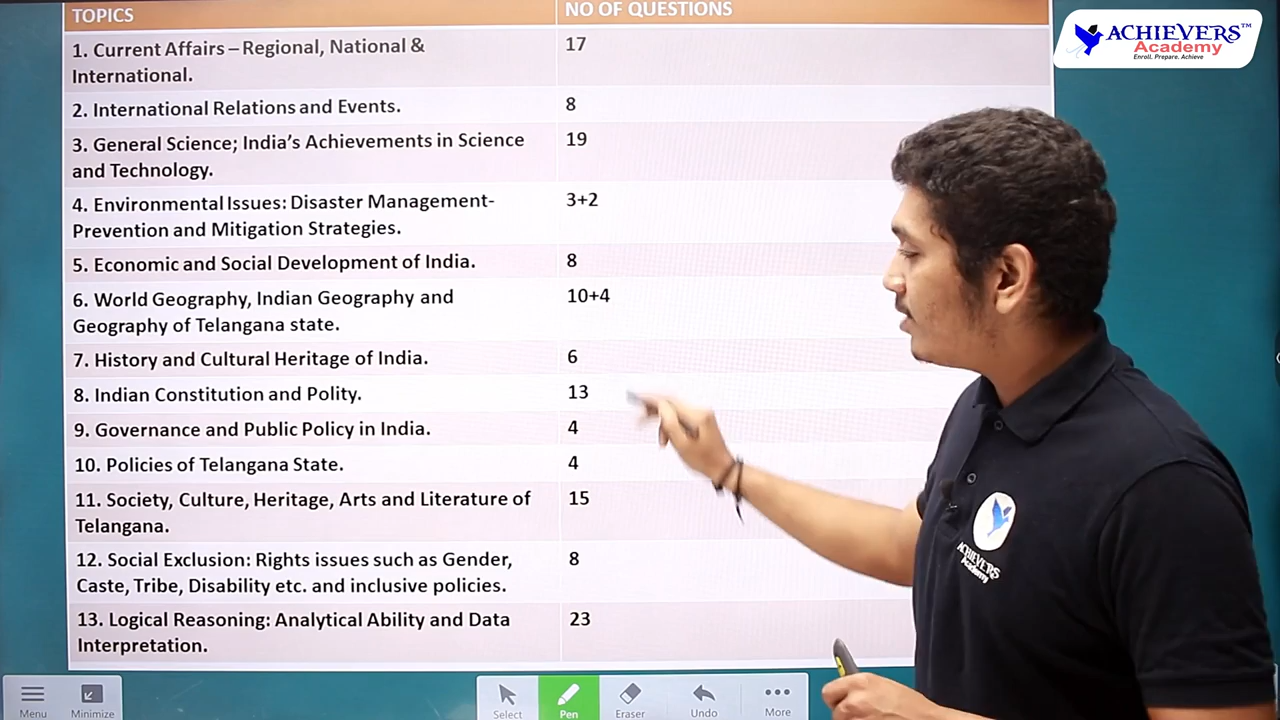 TOPICS
NO OF QUESTIONS
1. Current Affairs – Regional, National &
International.
17
2. International Relations and Events.
8
3. General Science; India's Achievements in Science
and Technology.
19
4. Environmental Issues: Disaster Management-
Prevention and Mitigation Strategies.
3+2
5. Economic and Social Development of India.
8
6. World Geography, Indian Geography and
Geography of Telangana state.
10+4
7. History and Cultural Heritage of India.
6
8. Indian Constitution and Polity.
13
9. Governance and Public Policy in India.
4
10. Policies of Telangana State.
4
11. Society, Culture, Heritage, Arts and Literature of
Telangana.
15
12. Social Exclusion: Rights issues such as Gender,
Caste, Tribe, Disability etc. and inclusive policies.
8
13. Logical Reasoning: Analytical Ability and Data
Interpretation.
23
ACHIEVERS™
Academy
Enroll. Prepare. Achieve
ACHIEVERS
Academy
Menu
Minimize
Select
Pen
Eraser
Undo
More